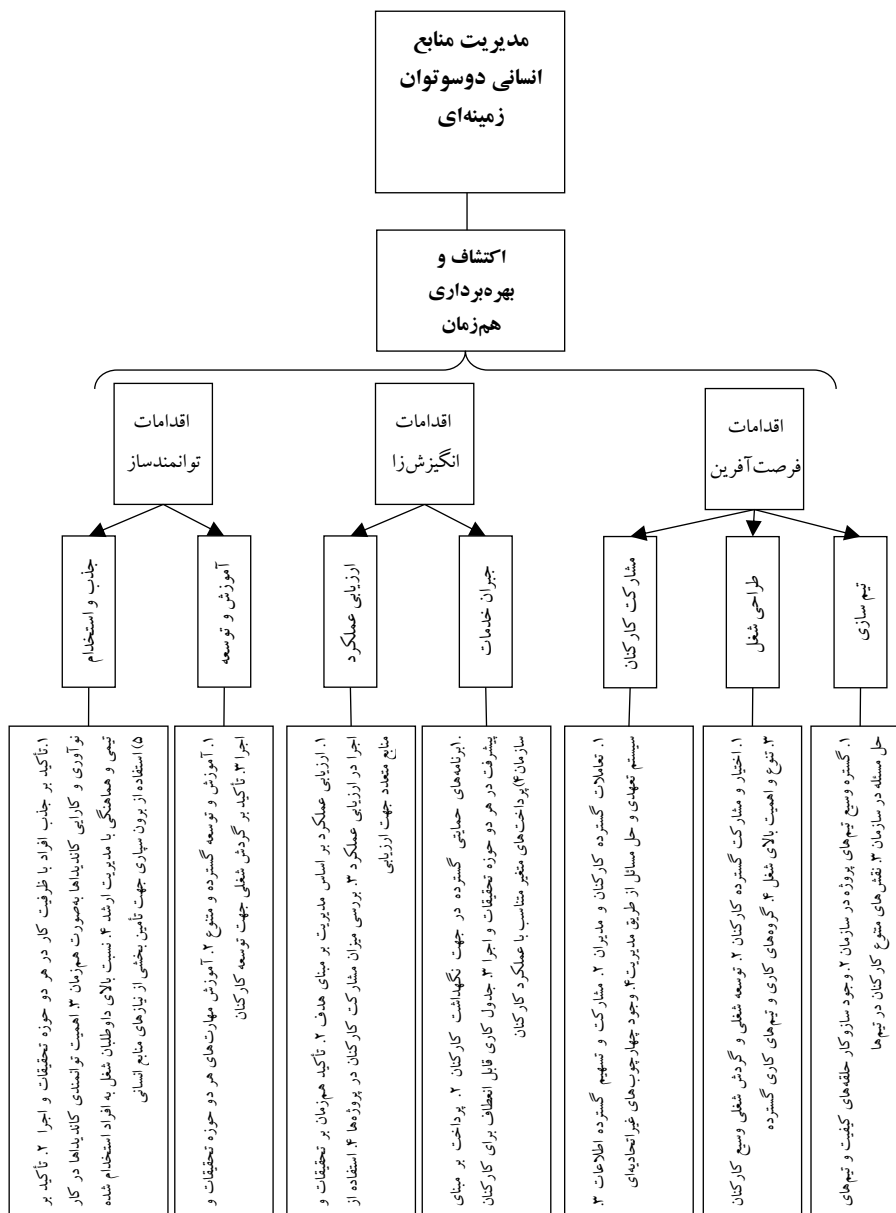 مدیریت منابع
انسانی دوسوتوان
زمینه‌ای
اکتشاف و
بهره‌برداری
هم‌زمان
اقدامات
فرصت‌آفرین
اقدامات
انگیزش‌زا
اقدامات
توانمندساز
تیم سازی
طراحی شغل
مشارکت کارکنان
جبران خدمات
ارزیابی عملکرد
آموزش و توسعه
جذب و استخدام
۱. گستره وسیع تیم‌های پروژه در سازمان ۲. وجود سازوکار حلقه‌های کیفیت و تیم‌های
حل مسئله در سازمان ۳. نقش‌های متنوع کارکنان در تیم‌ها
۱. اختیار و مشارکت گسترده کارکنان ۲. توسعه شغلی و گردش شغلی وسیع کارکنان
۳. تنوع و اهمیت بالای شغل ۴. گروه‌های کاری و تیم‌های کاری گسترده
۱. تعاملات گسترده کارکنان و مدیران ۲. مشارکت و تسهیم گسترده اطلاعات ۳.
سیستم تعهدی و حل مسائل از طریق مدیریت ۴. وجود چهارچوب‌های غیراتحادیه‌ای
۱.برنامه‌های حمایتی گسترده در جهت نگهداشت کارکنان ۲. پرداخت بر مبنای
پیشرفت در هر دو حوزه تحقیقات و اجرا ۳. جدول کاری قابل انعطاف برای کارکنان
سازمان ۴)پرداخت‌های متغیر متناسب با عملکرد کارکنان
۱. ارزیابی عملکرد بر اساس مدیریت بر مبنای هدف ۲. تأکید هم‌زمان بر تحقیقات و
اجرا در ارزیابی عملکرد ۳. بررسی میزان مشارکت کارکنان در پروژه‌ها ۴. استفاده از
منابع متعدد جهت ارزیابی
۱. آموزش و توسعه گسترده و متنوع ۲. آموزش مهارت‌های هر دو حوزه تحقیقات و
اجرا ۳. تأکید بر گردش شغلی جهت توسعه کارکنان
۱.تأکید بر جذب افراد با ظرفیت کار در هر دو حوزه تحقیقات و اجرا ۲. تأکید بر
نوآوری و کارایی کاندیداها به‌صورت هم‌زمان ۳. اهمیت توانمندی کاندیداها در کار
تیمی و هماهنگی با مدیریت ارشد ۴. نسبت بالای داوطلبان شغل به افراد استخدام شده
۵) استفاده از برون سپاری جهت تأمین بخشی از نیازهای منابع انسانی